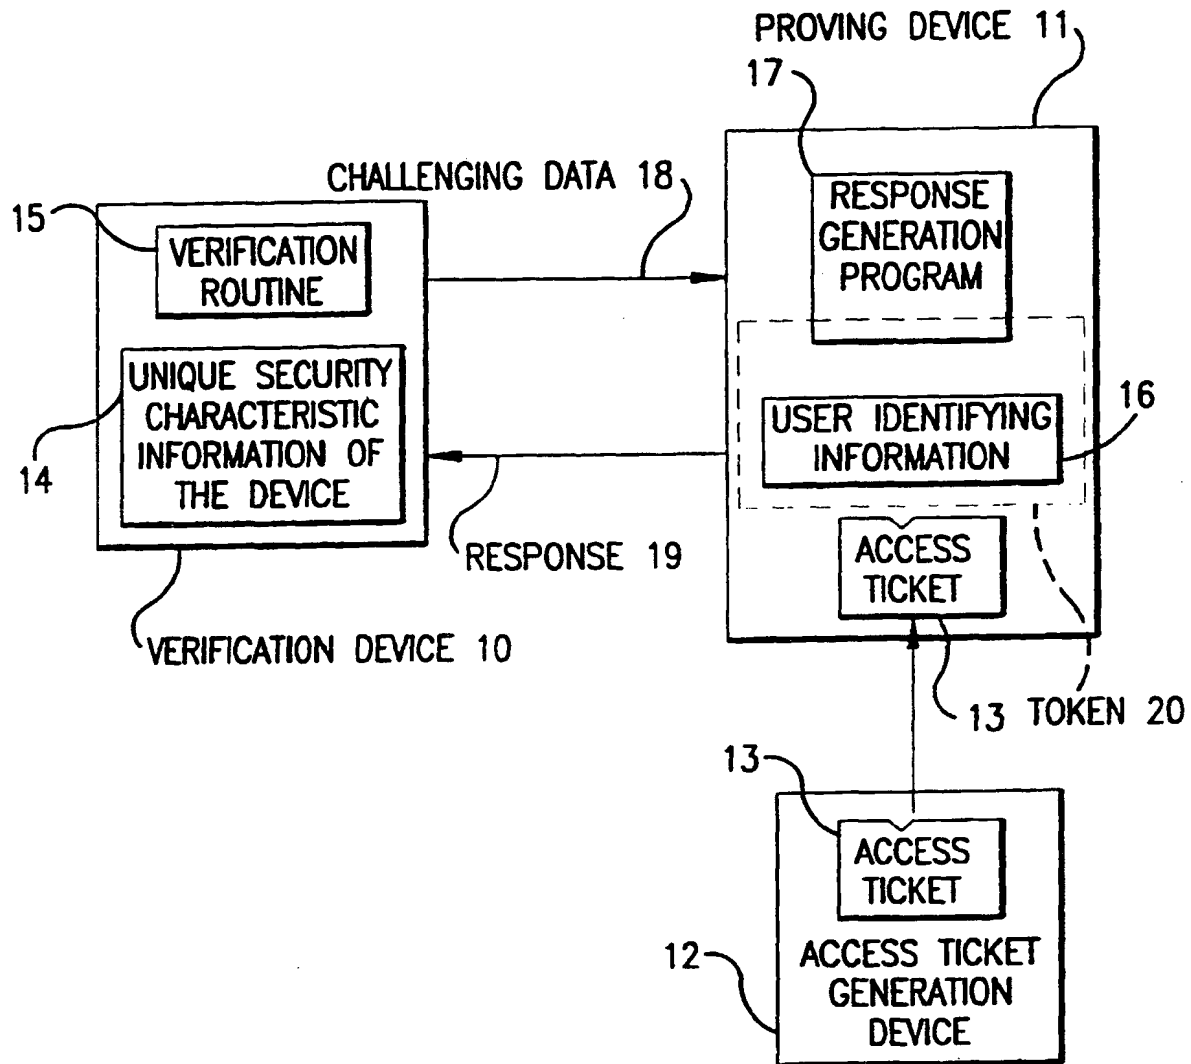 PROVING DEVICE 11
17
CHALLENGING DATA 18
15
VERIFICATION
ROUTINE
RESPONSE
GENERATION
PROGRAM
UNIQUE SECURITY
CHARACTERISTIC
INFORMATION OF
THE DEVICE
14
USER IDENTIFYING
INFORMATION
16
RESPONSE 19
ACCESS
TICKET
VERIFICATION DEVICE 10
13
TOKEN 20
13
ACCESS
TICKET
12
ACCESS TICKET
GENERATION
DEVICE